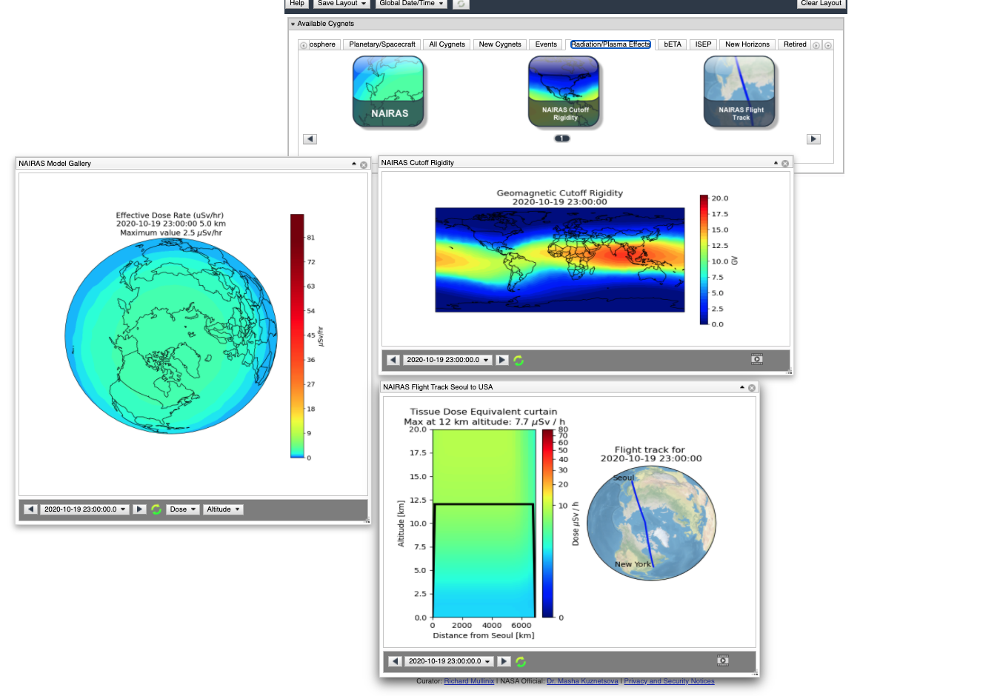 Help Save Layout Global Date/Time Clear Layout
Available Cygnets
osphere Planetary/Spacecraft All Cygnets New Cygnets Events Radiation/Plasma Effects bETA ISEP New Horizons Retired
NAIRAS
NAIRAS Cutoff
Rigidity
NAIRAS Flight
Track
1
NAIRAS Model Gallery
Effective Dose Rate (uSv/hr)
2020-10-19 23:00:00 5.0 km
Maximum value 2.5 µSv/hr
81
72
63
54
45
36
27
18
9
0
µSv/hr
2020-10-19 23:00:00.0 Dose Altitude
NAIRAS Cutoff Rigidity
Geomagnetic Cutoff Rigidity
2020-10-19 23:00:00
20.0
17.5
15.0
12.5
10.0
7.5
5.0
2.5
0.0
GV
2020-10-19 23:00:00.0
NAIRAS Flight Track Seoul to USA
Tissue Dose Equivalent curtain
Max at 12 km altitude: 7.7 µSv / h
20.0
17.5
15.0
12.5
10.0
7.5
5.0
2.5
0.0
Altitude [km]
0 2000 4000 6000
Distance from Seoul [km]
80
70
60
50
40
30
20
10
0
Dose µSv / h
Flight track for
2020-10-19 23:00:00
Seoul
New York
2020-10-19 23:00:00.0
Curator: Richard Mullinix | NASA Official: Dr. Masha Kuznetsova | Privacy and Security Notices